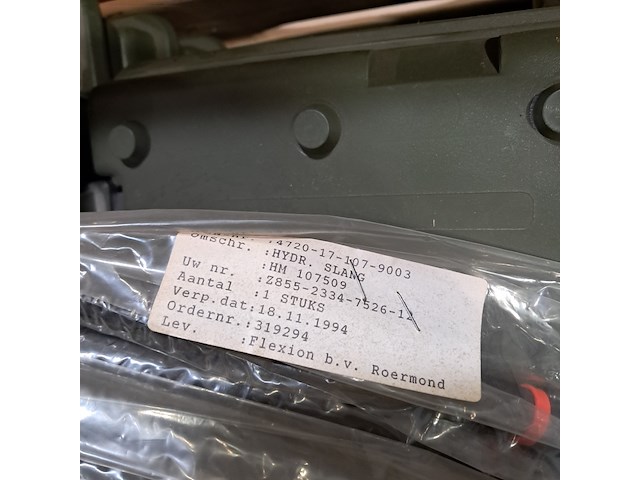 :4720-17-107-9003
Omschr. :HYDR. SLANG
:HM 107509
Uw nr. :Z855-2334-7526-12
Aantal :1 STUKS
Verp.dat:18.11.1994
Ordernr.:319294
Lev. :Flexion b.v. Roermond